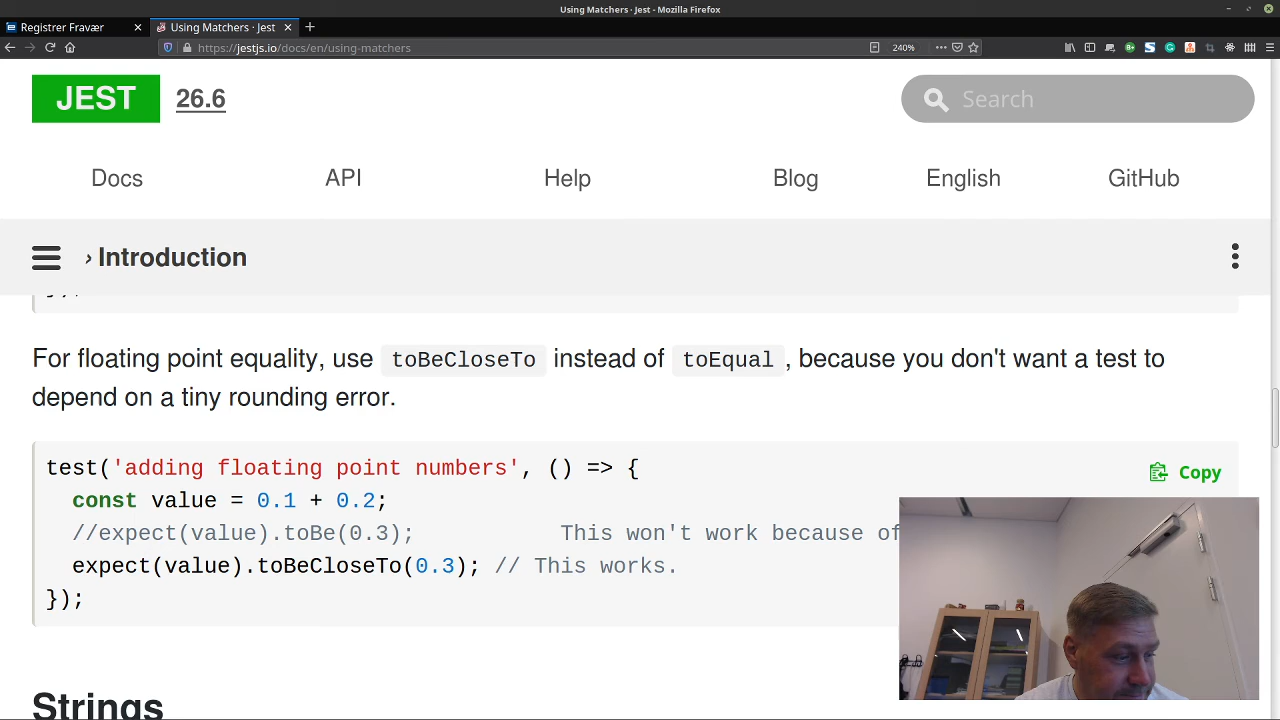 Using Matchers · Jest - Mozilla Firefox
Registrer Fravær
Using Matchers · Jest
https://jestjs.io/docs/en/using-matchers
240%
JEST 26.6
Search
Docs API Help Blog English GitHub
› Introduction
For floating point equality, use toBeCloseTo instead of toEqual, because you don't want a test to
depend on a tiny rounding error.
test('adding floating point numbers', () => {
Copy
const value = 0.1 + 0.2;
//expect(value).toBe(0.3); This won't work because of
expect(value).toBeCloseTo(0.3); // This works.
});
Strings